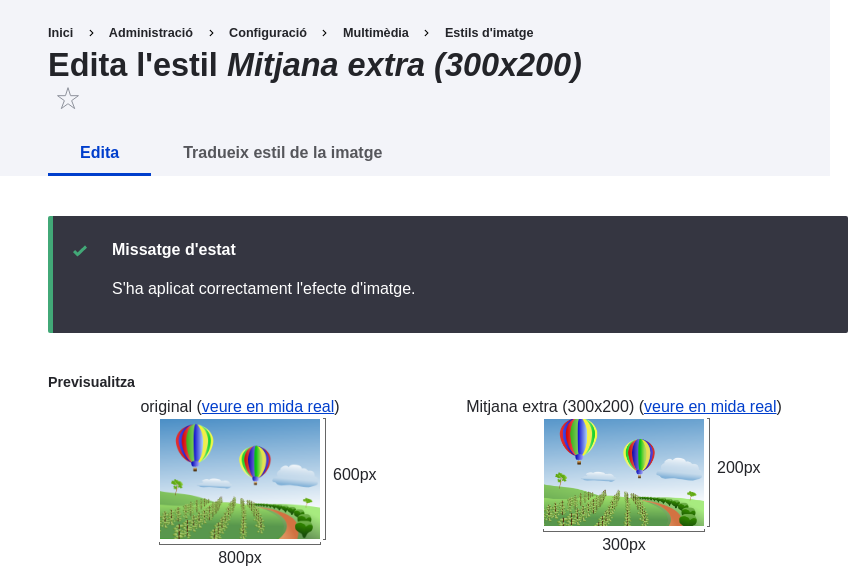 Inici › Administració › Configuració › Multimèdia › Estils d'imatge
Edita l'estil Mitjana extra (300x200)
Edita Tradueix estil de la imatge
Missatge d'estat
S'ha aplicat correctament l'efecte d'imatge.
Previsualitza
original (veure en mida real)
600px
800px
Mitjana extra (300x200) (veure en mida real)
200px
300px